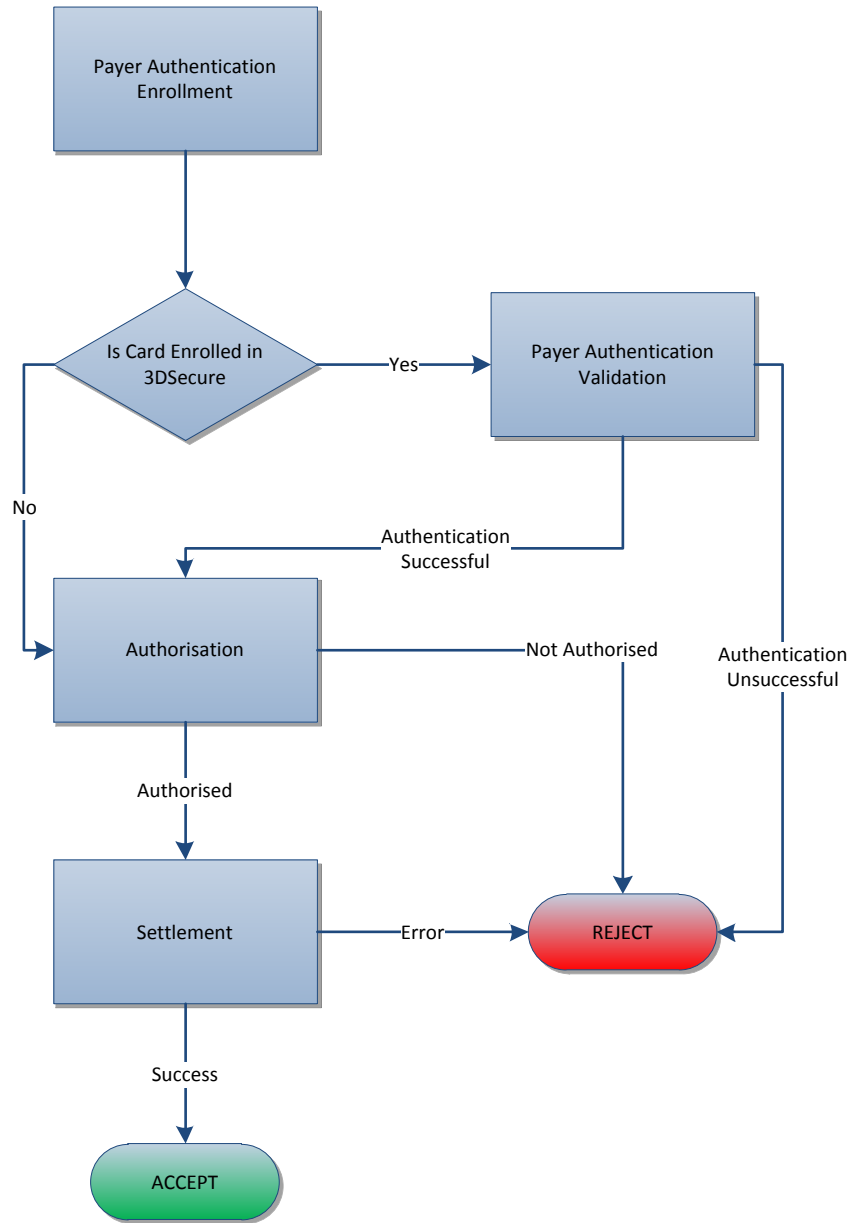 Payer Authentication
Enrollment
Is Card Enrolled in
3DSecure
Yes
Payer Authentication
Validation
No
Authentication
Successful
Authorisation
Not Authorised
Authentication
Unsuccessful
Authorised
Settlement
Error
REJECT
Success
ACCEPT